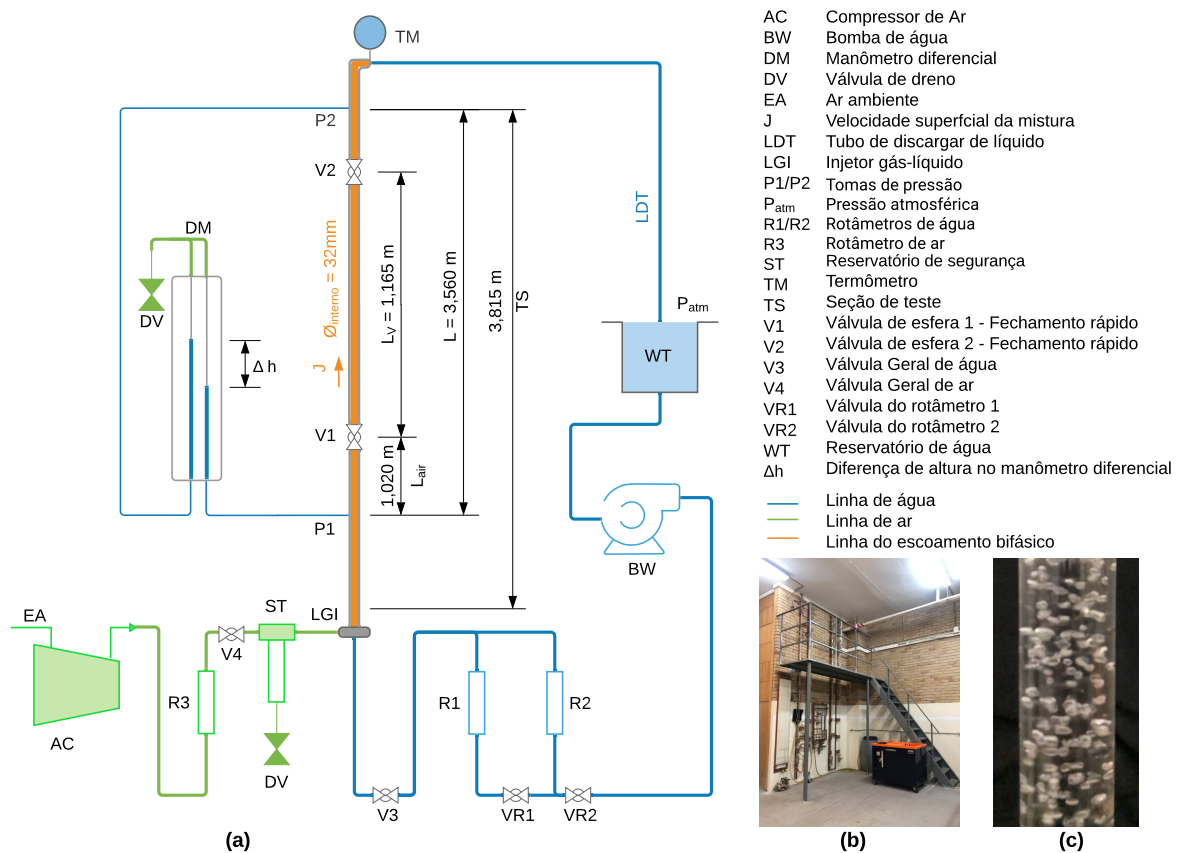 TM
P2
V2
LDT
DM
Øinterno = 32mm
Lv = 1,165 m
L = 3,560 m
3,815 m
TS
DV
Δ h
J
Patm
WT
V1
1,020 m
Lair
P1
BW
EA
ST
LGI
V4
R3
R1
R2
AC
DV
V3
VR1
VR2
(a)
AC Compressor de Ar
BW Bomba de água
DM Manômetro diferencial
DV Válvula de dreno
EA Ar ambiente
J Velocidade superfcial da mistura
LDT Tubo de discargar de líquido
LGI Injetor gás-líquido
P1/P2 Tomas de pressão
Patm Pressão atmosférica
R1/R2 Rotâmetros de água
R3 Rotâmetro de ar
ST Reservatório de segurança
TM Termômetro
TS Seção de teste
V1 Válvula de esfera 1 - Fechamento rápido
V2 Válvula de esfera 2 - Fechamento rápido
V3 Válvula Geral de água
V4 Válvula Geral de ar
VR1 Válvula do rotâmetro 1
VR2 Válvula do rotâmetro 2
WT Reservatório de água
Δh Diferença de altura no manômetro diferencial
Linha de água
Linha de ar
Linha do escoamento bifásico
(b)
(c)